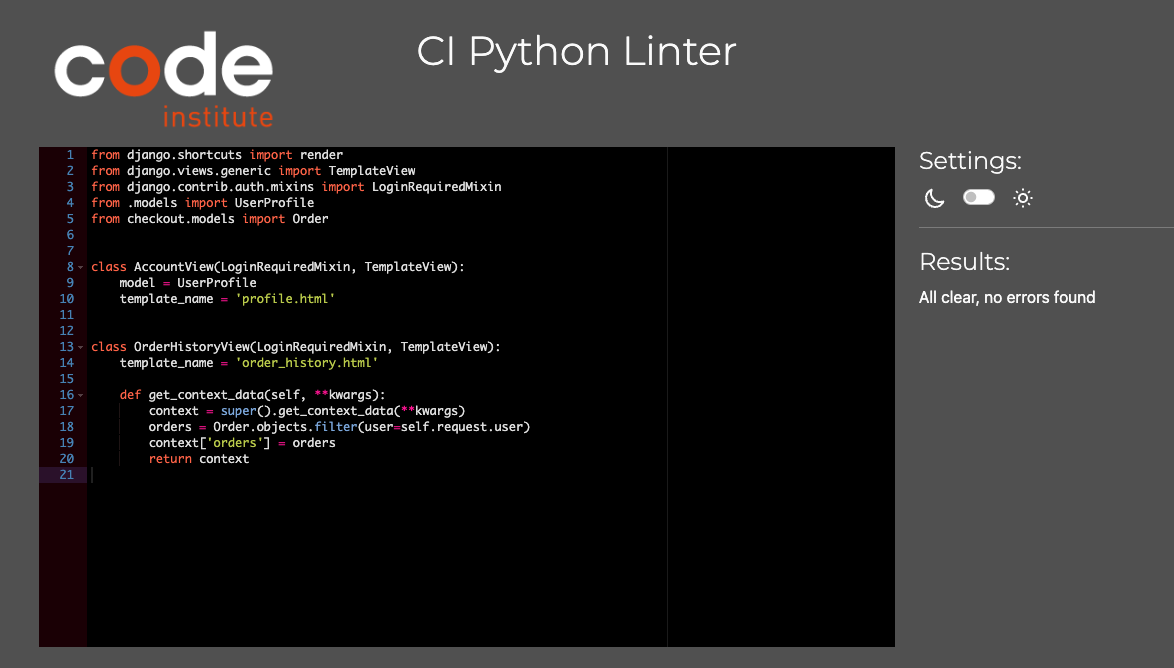 code
institute
CI Python Linter
1 from django.shortcuts import render
2 from django.views.generic import TemplateView
3 from django.contrib.auth.mixins import LoginRequiredMixin
4 from .models import UserProfile
5 from checkout.models import Order
6
7
8 class AccountView(LoginRequiredMixin, TemplateView):
9     model = UserProfile
10     template_name = 'profile.html'
11
12
13 class OrderHistoryView(LoginRequiredMixin, TemplateView):
14     template_name = 'order_history.html'
15
16     def get_context_data(self, **kwargs):
17         context = super().get_context_data(**kwargs)
18         orders = Order.objects.filter(user=self.request.user)
19         context['orders'] = orders
20         return context
21
Settings:
Results:
All clear, no errors found